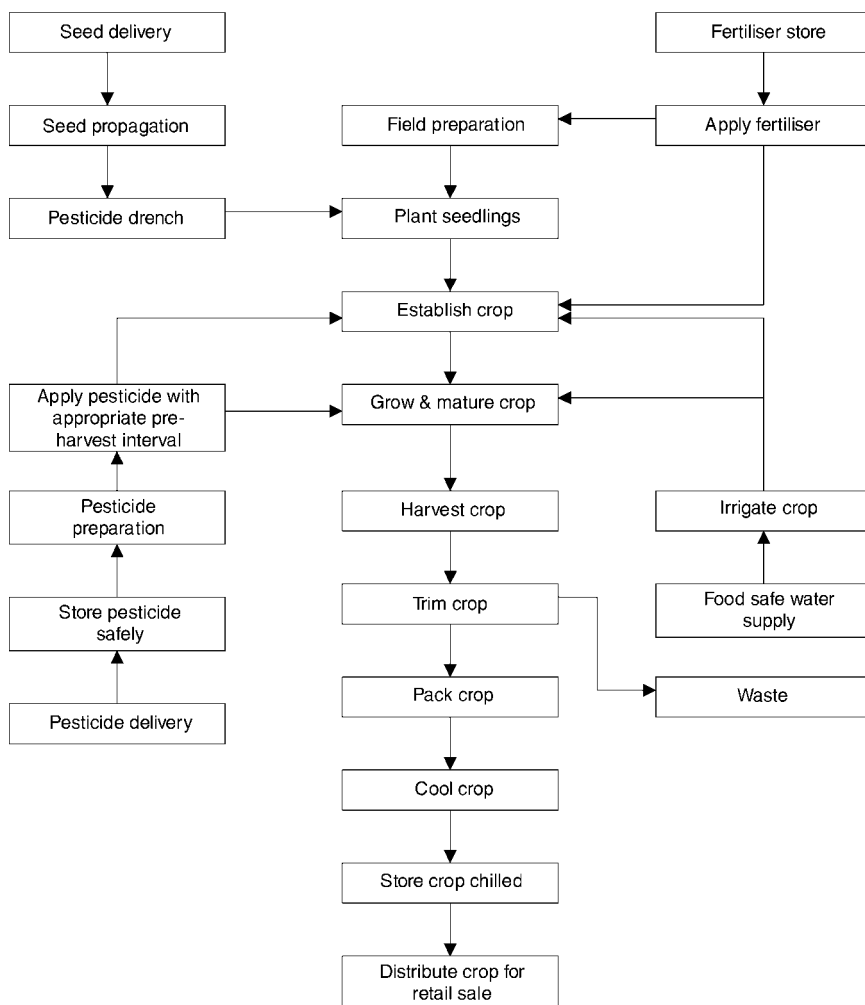 Seed delivery
Fertiliser store
Seed propagation
Field preparation
Apply fertiliser
Pesticide drench
Plant seedlings
Establish crop
Apply pesticide with
appropriate pre-
harvest interval
Grow & mature crop
Pesticide
preparation
Harvest crop
Irrigate crop
Store pesticide
safely
Trim crop
Food safe water
supply
Pesticide delivery
Pack crop
Waste
Cool crop
Store crop chilled
Distribute crop for
retail sale